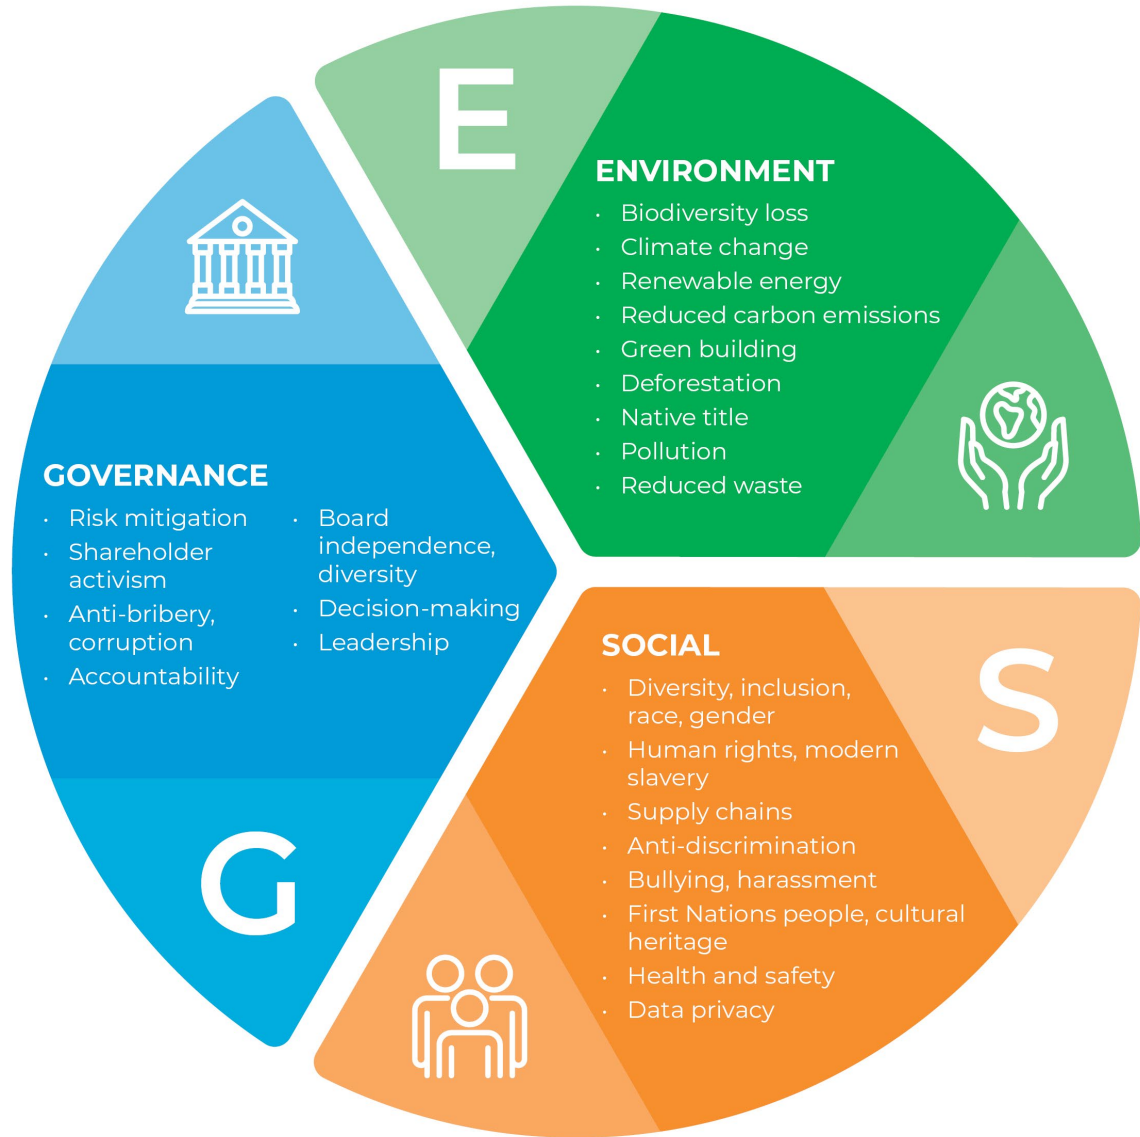 E
ENVIRONMENT
· Biodiversity loss
· Climate change
· Renewable energy
· Reduced carbon emissions
· Green building
· Deforestation
· Native title
· Pollution
· Reduced waste
S
SOCIAL
· Diversity, inclusion,
race, gender
· Human rights, modern
slavery
· Supply chains
· Anti-discrimination
· Bullying, harassment
· First Nations people, cultural
heritage
· Health and safety
· Data privacy
G
GOVERNANCE
· Risk mitigation
· Shareholder
activism
· Anti-bribery,
corruption
· Accountability
· Board
independence,
diversity
· Decision-making
· Leadership